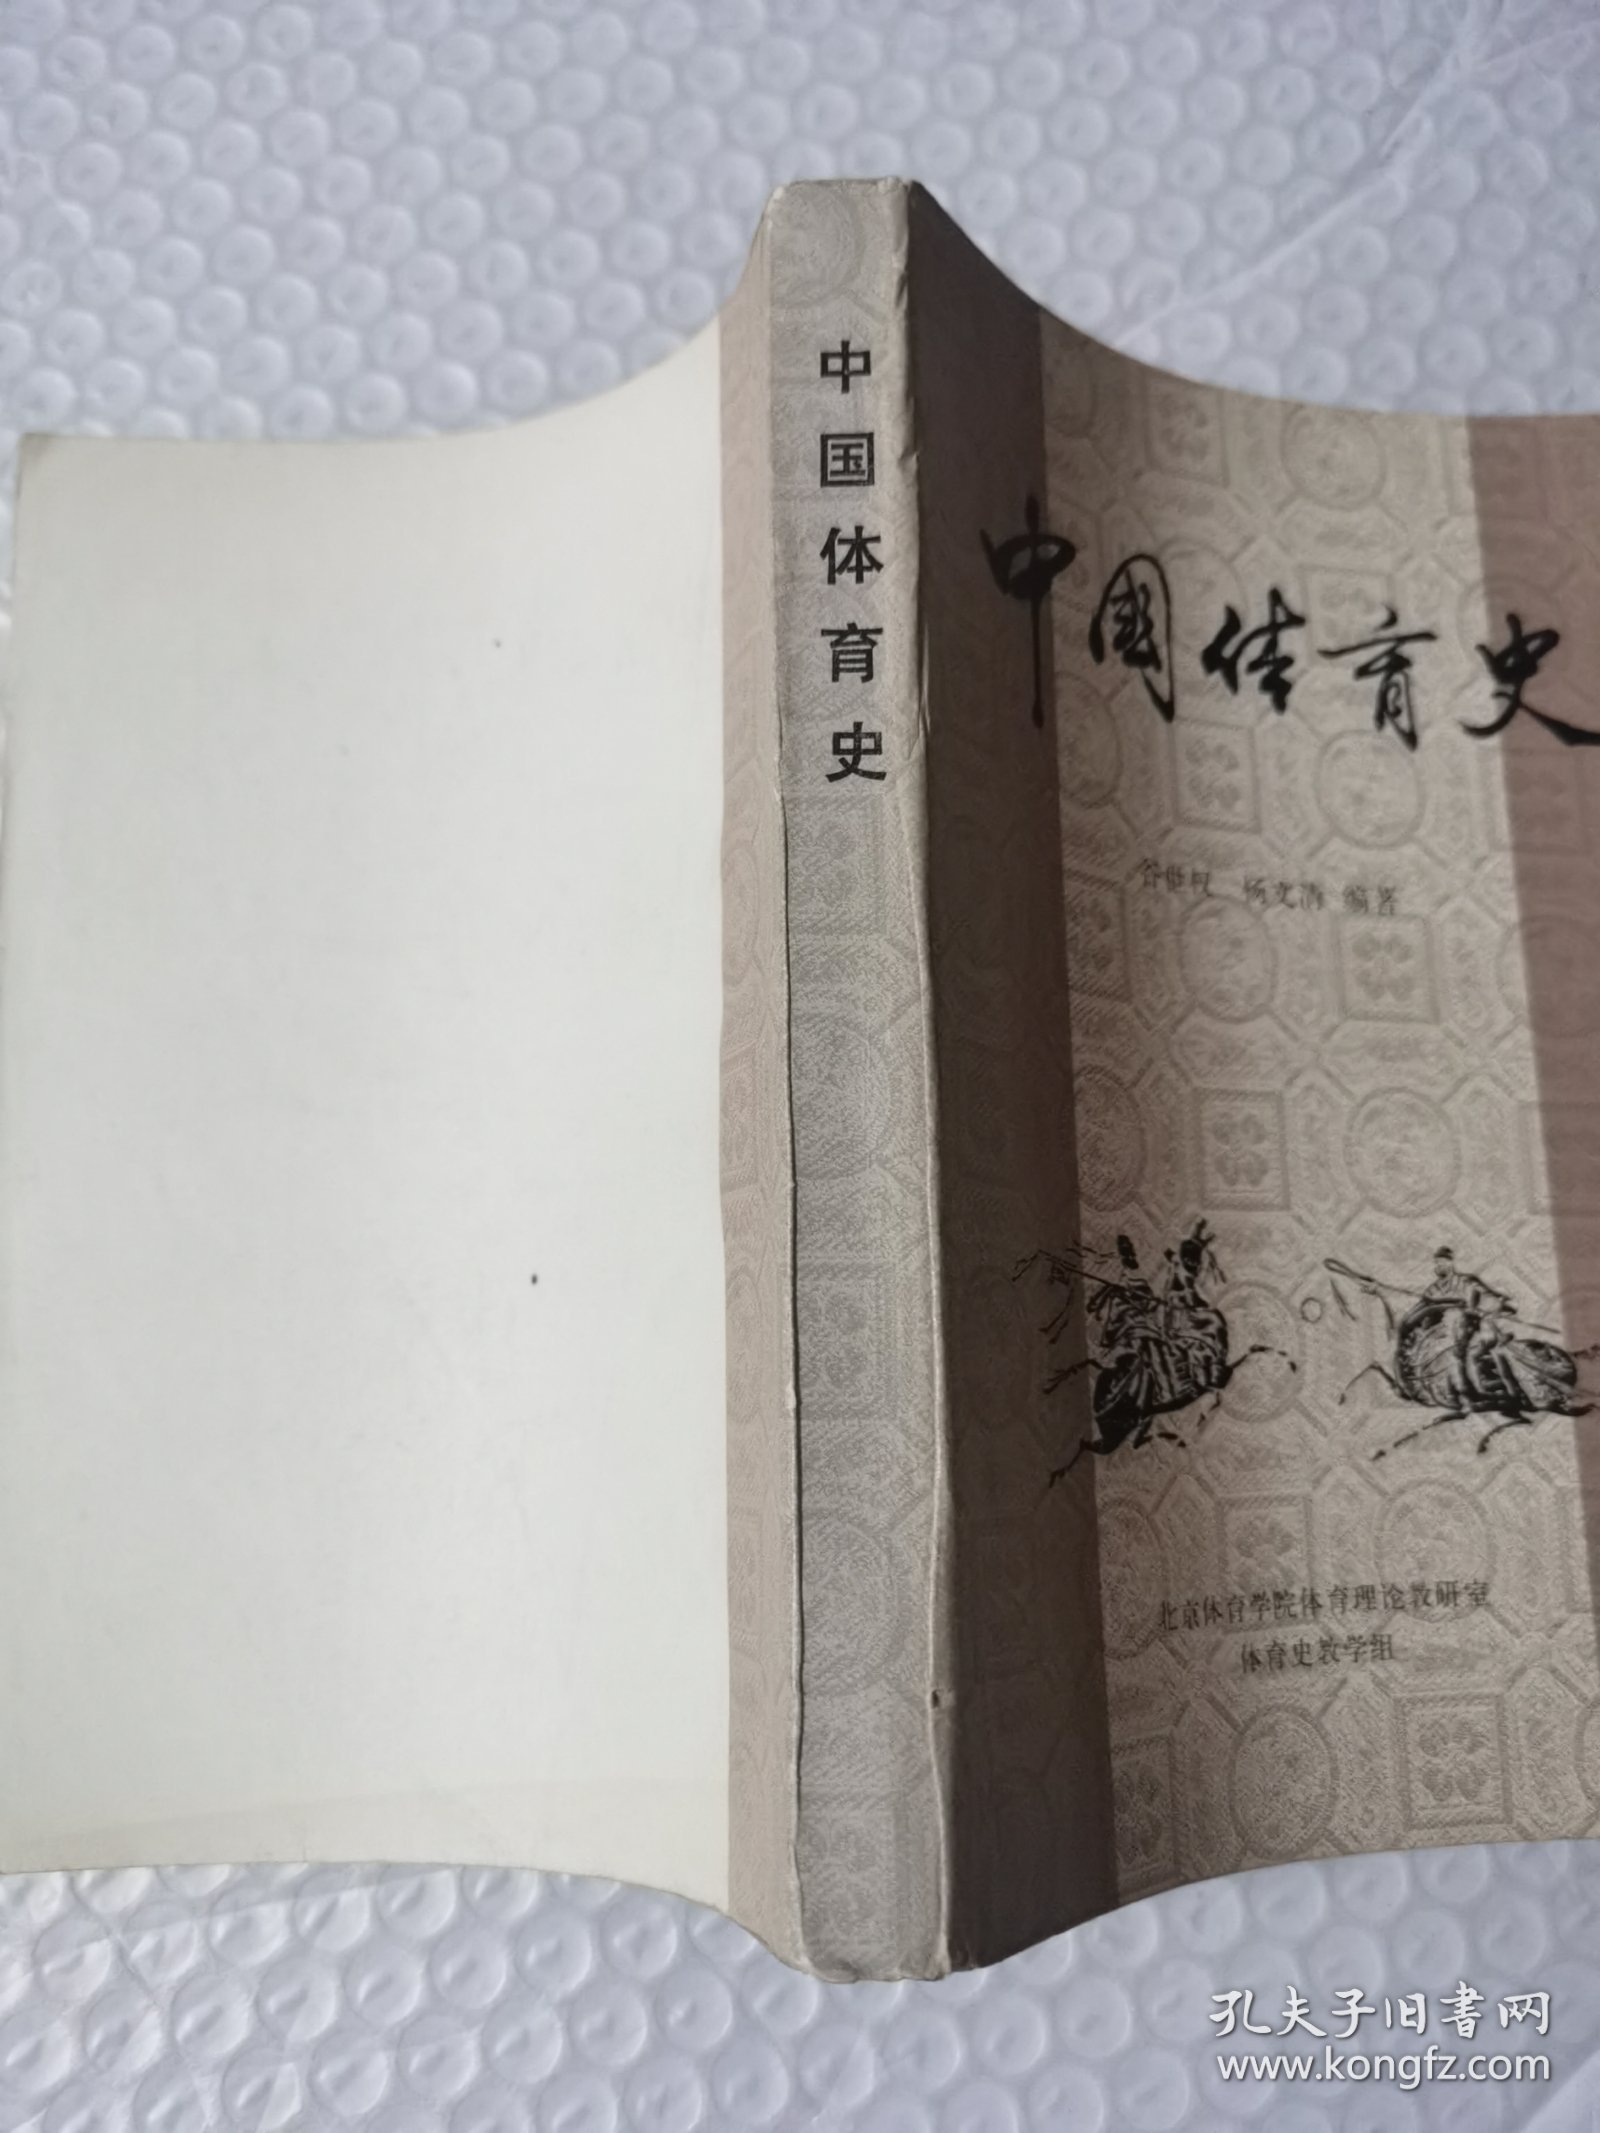 中国体育史
中國体育史
谷世权 杨文清 编著
北京体育学院体育理论教研室
体育史教学组
孔夫子旧书网
www.kongfz.com